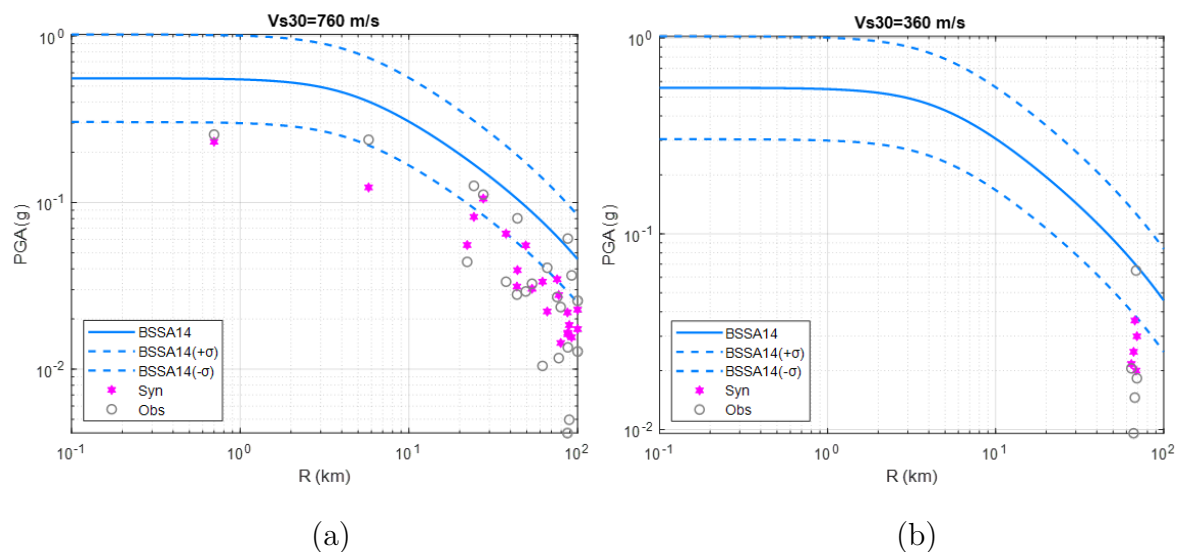 Vs30=760 m/s
10^0
10^-1
10^-2
PGA(g)
BSSA14
BSSA14(+σ)
BSSA14(-σ)
Syn
Obs
10^-1
10^0
10^1
10^2
R (km)
(a)
Vs30=360 m/s
10^0
10^-1
10^-2
PGA(g)
BSSA14
BSSA14(+σ)
BSSA14(-σ)
Syn
Obs
10^-1
10^0
10^1
10^2
R (km)
(b)